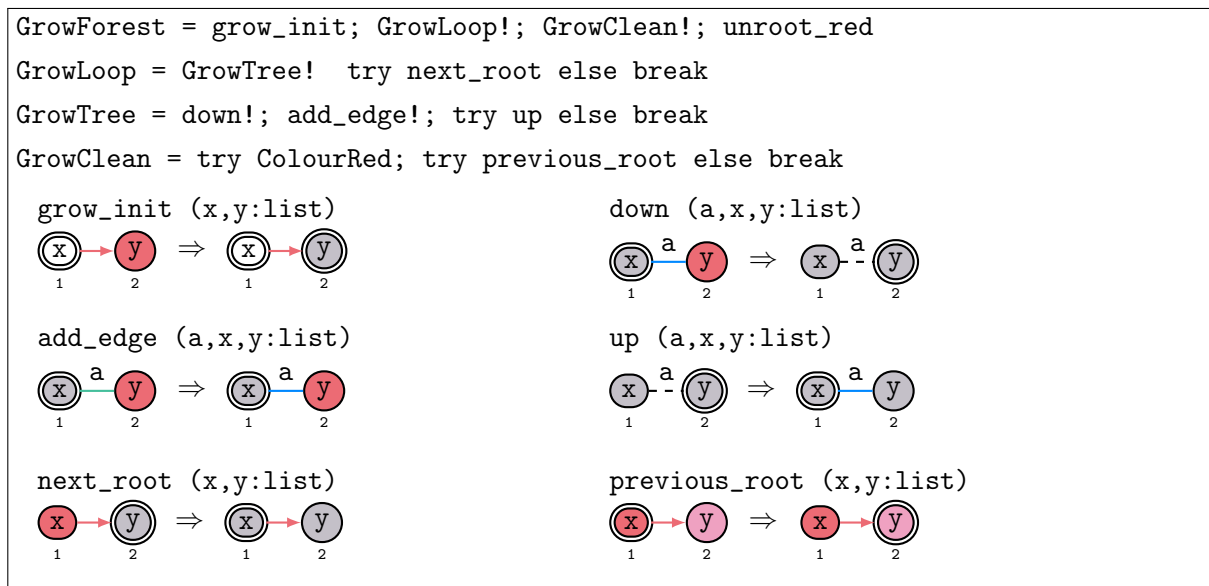 GrowForest = grow_init; GrowLoop!; GrowClean!; unroot_red
GrowLoop = GrowTree! try next_root else break
GrowTree = down!; add_edge!; try up else break
GrowClean = try ColourRed; try previous_root else break
grow_init (x,y:list) down (a,x,y:list)
x y ⇒ x y x a y ⇒ x a y
1 2 1 2 1 2 1 2
add_edge (a,x,y:list) up (a,x,y:list)
x a y ⇒ x a y x a y ⇒ x a y
1 2 1 2 1 2 1 2
next_root (x,y:list) previous_root (x,y:list)
x y ⇒ x y x y ⇒ x y
1 2 1 2 1 2 1 2